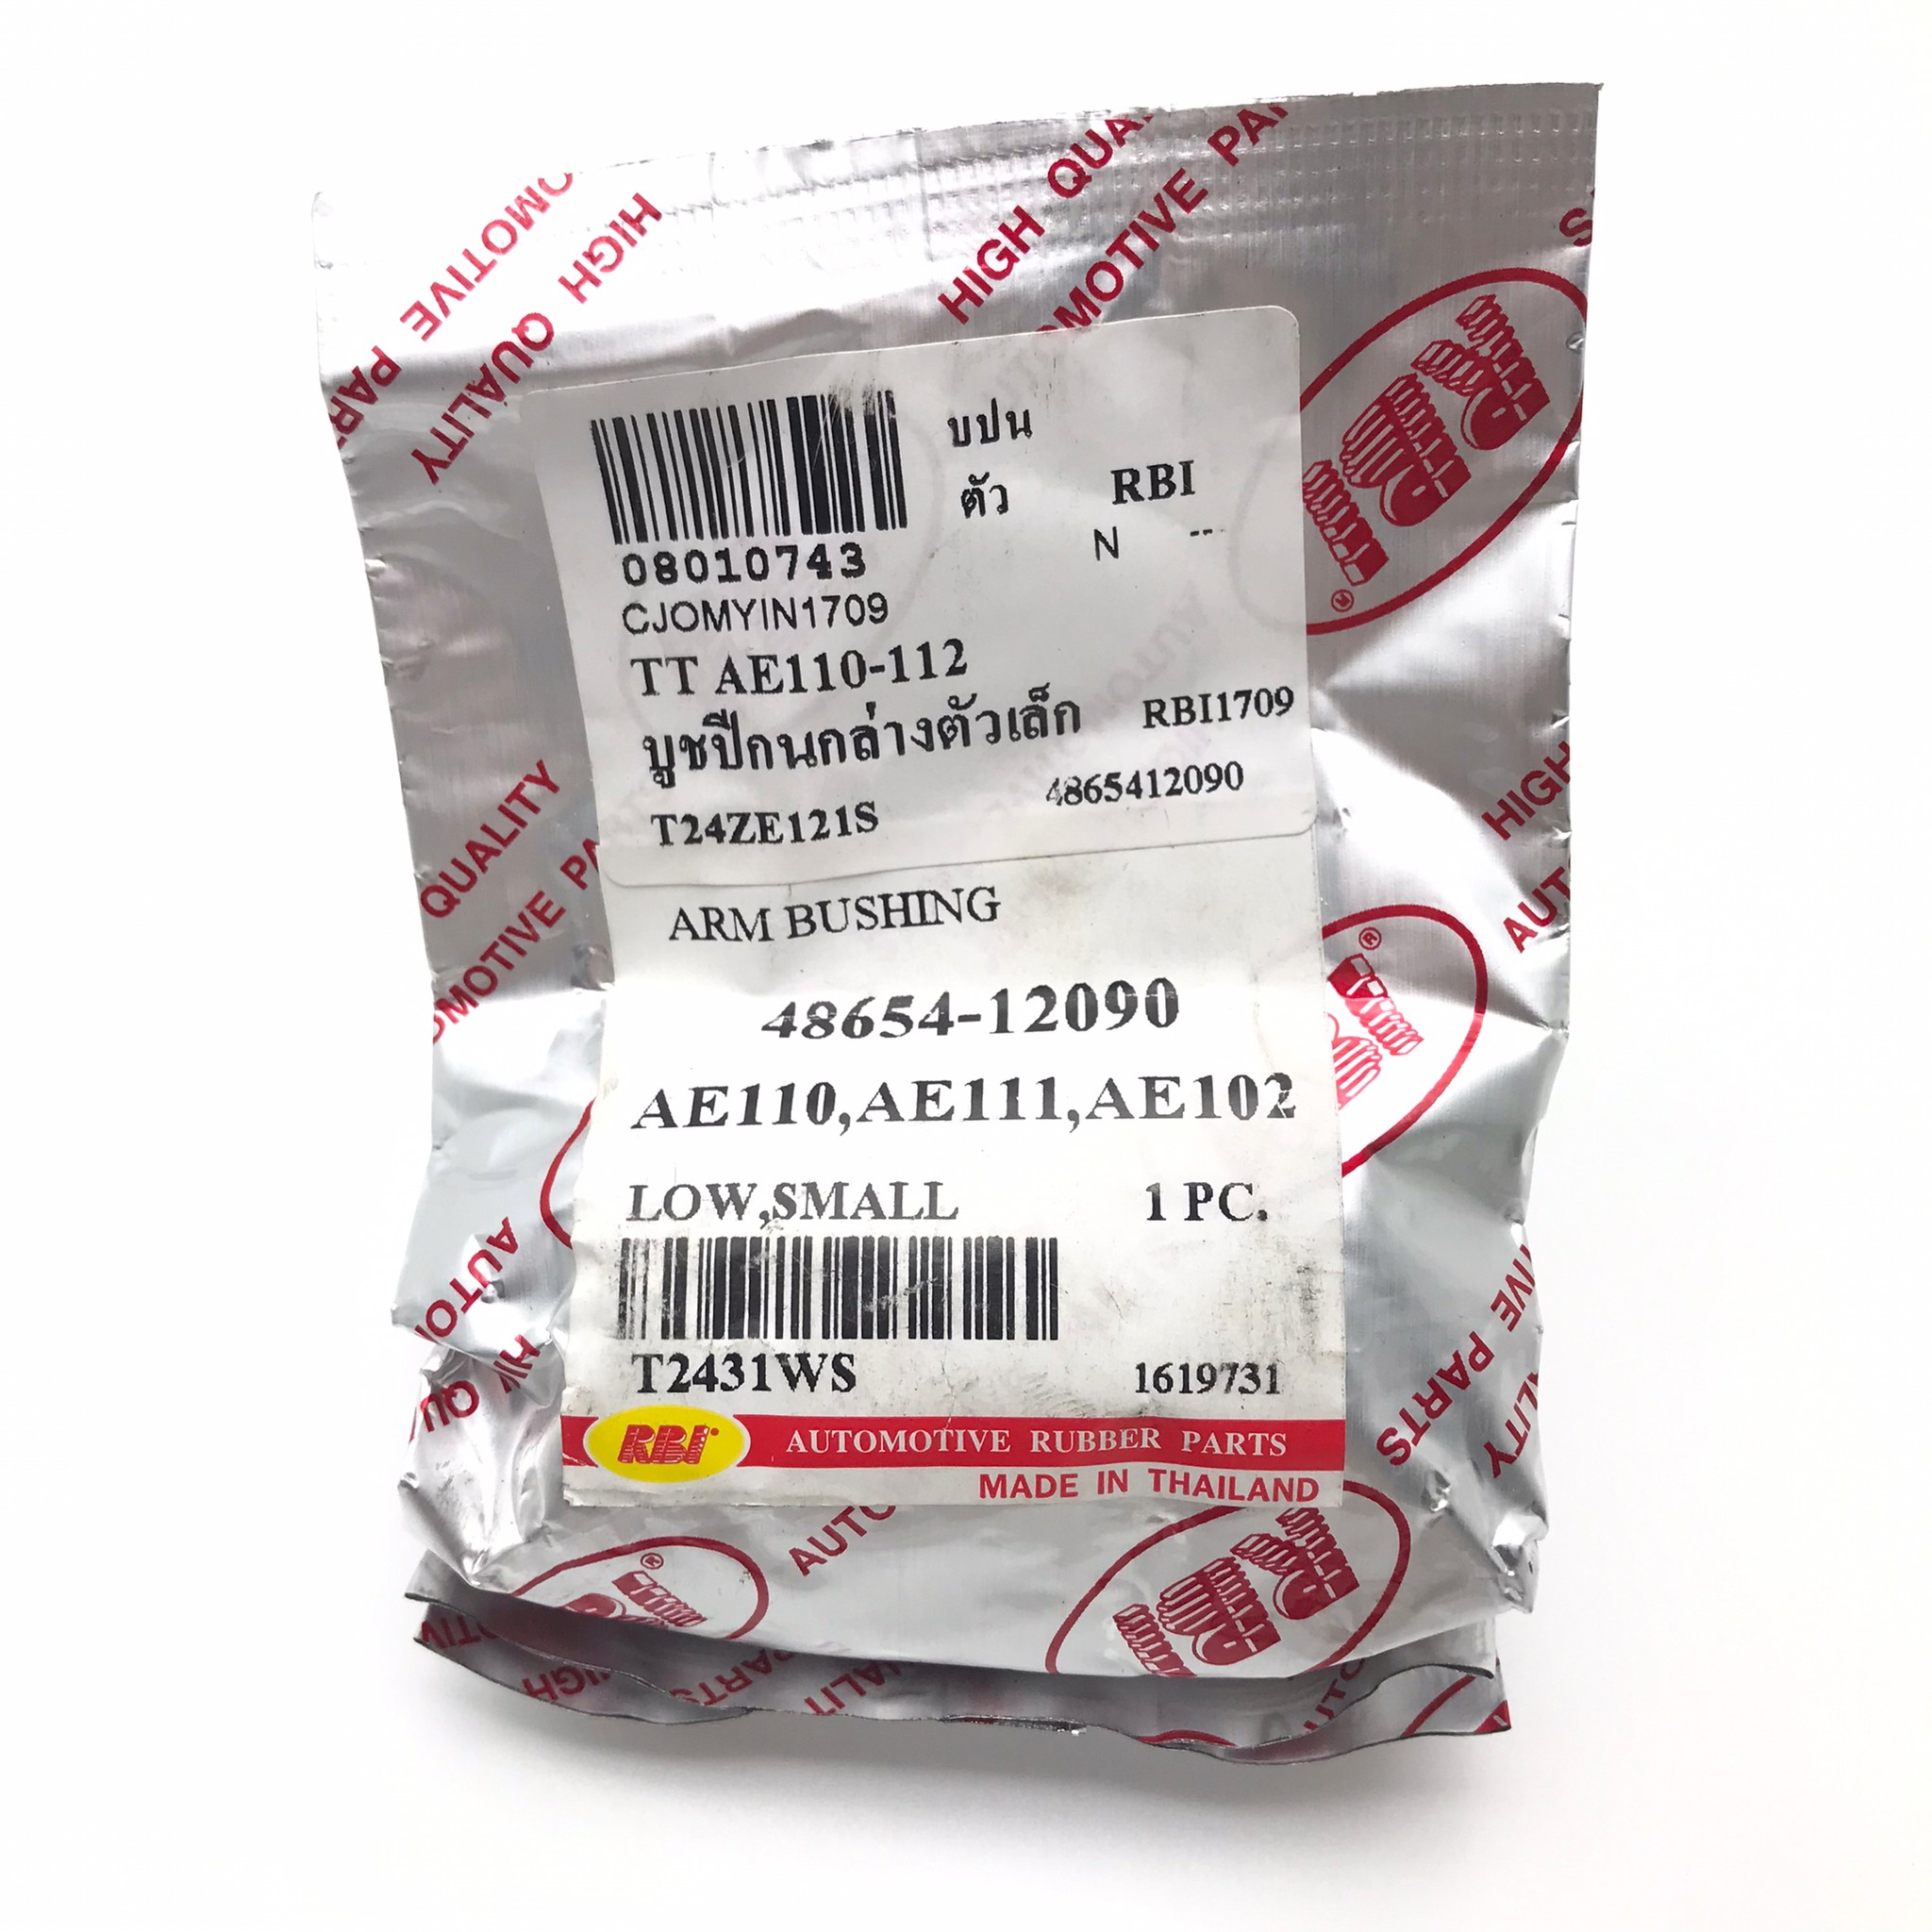 HIGH QUALITY
AUTOMOTIVE PARTS
บปน
ตัว RBI
N ---
08010743
CJOMYIN1709
TT AE110-112
บูชปีกนกล่างตัวเล็ก RBI1709
T24ZE121S 4865412090
ARM BUSHING
48654-12090
AE110,AE111,AE102
LOW,SMALL 1 PC.
T2431WS 1619731
RBI AUTOMOTIVE RUBBER PARTS
MADE IN THAILAND